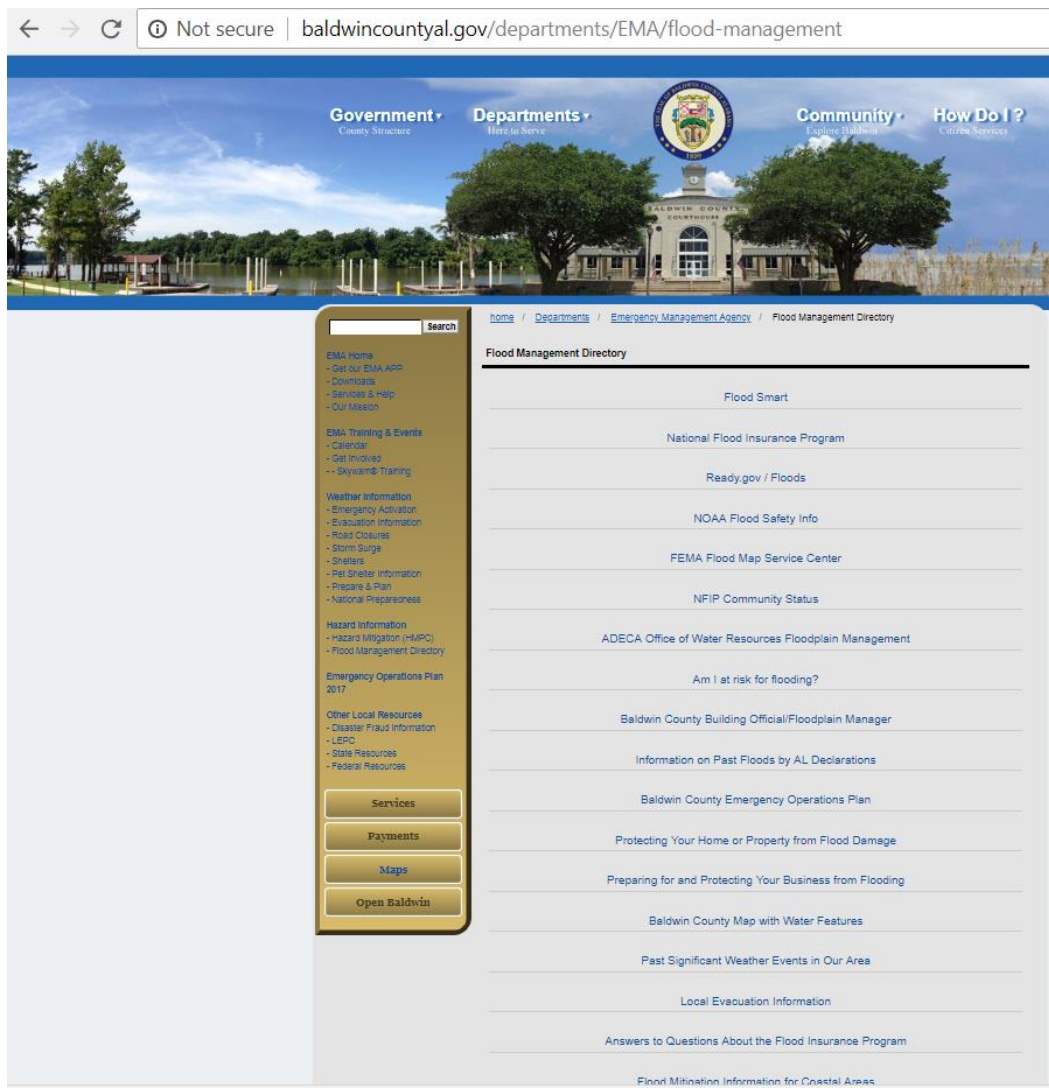 Not secure | baldwincountyal.gov/departments/EMA/flood-management
Government
County Structure
Departments
Here to Serve
Community
Explore Baldwin
How Do I ?
Citizen Services
1809
BALDWIN COUNTY
COURTHOUSE
Search
EMA Home
- Get our EMA APP
- Downloads
- Services & Help
- Our Mission
EMA Training & Events
- Calendar
- Get Involved
- - Skywarn® Training
Weather Information
- Emergency Activation
- Evacuation Information
- Road Closures
- Storm Surge
- Shelters
- Pet Shelter Information
- Prepare & Plan
- National Preparedness
Hazard Information
- Hazard Mitigation (HMPC)
- Flood Management Directory
Emergency Operations Plan
2017
Other Local Resources
- Disaster Fraud Information
- LEPC
- State Resources
- Federal Resources
Services
Payments
Maps
Open Baldwin
home / Departments / Emergency Management Agency / Flood Management Directory
Flood Management Directory
Flood Smart
National Flood Insurance Program
Ready.gov / Floods
NOAA Flood Safety Info
FEMA Flood Map Service Center
NFIP Community Status
ADECA Office of Water Resources Floodplain Management
Am I at risk for flooding?
Baldwin County Building Official/Floodplain Manager
Information on Past Floods by AL Declarations
Baldwin County Emergency Operations Plan
Protecting Your Home or Property from Flood Damage
Preparing for and Protecting Your Business from Flooding
Baldwin County Map with Water Features
Past Significant Weather Events in Our Area
Local Evacuation Information
Answers to Questions About the Flood Insurance Program
Flood Mitigation Information for Coastal Areas